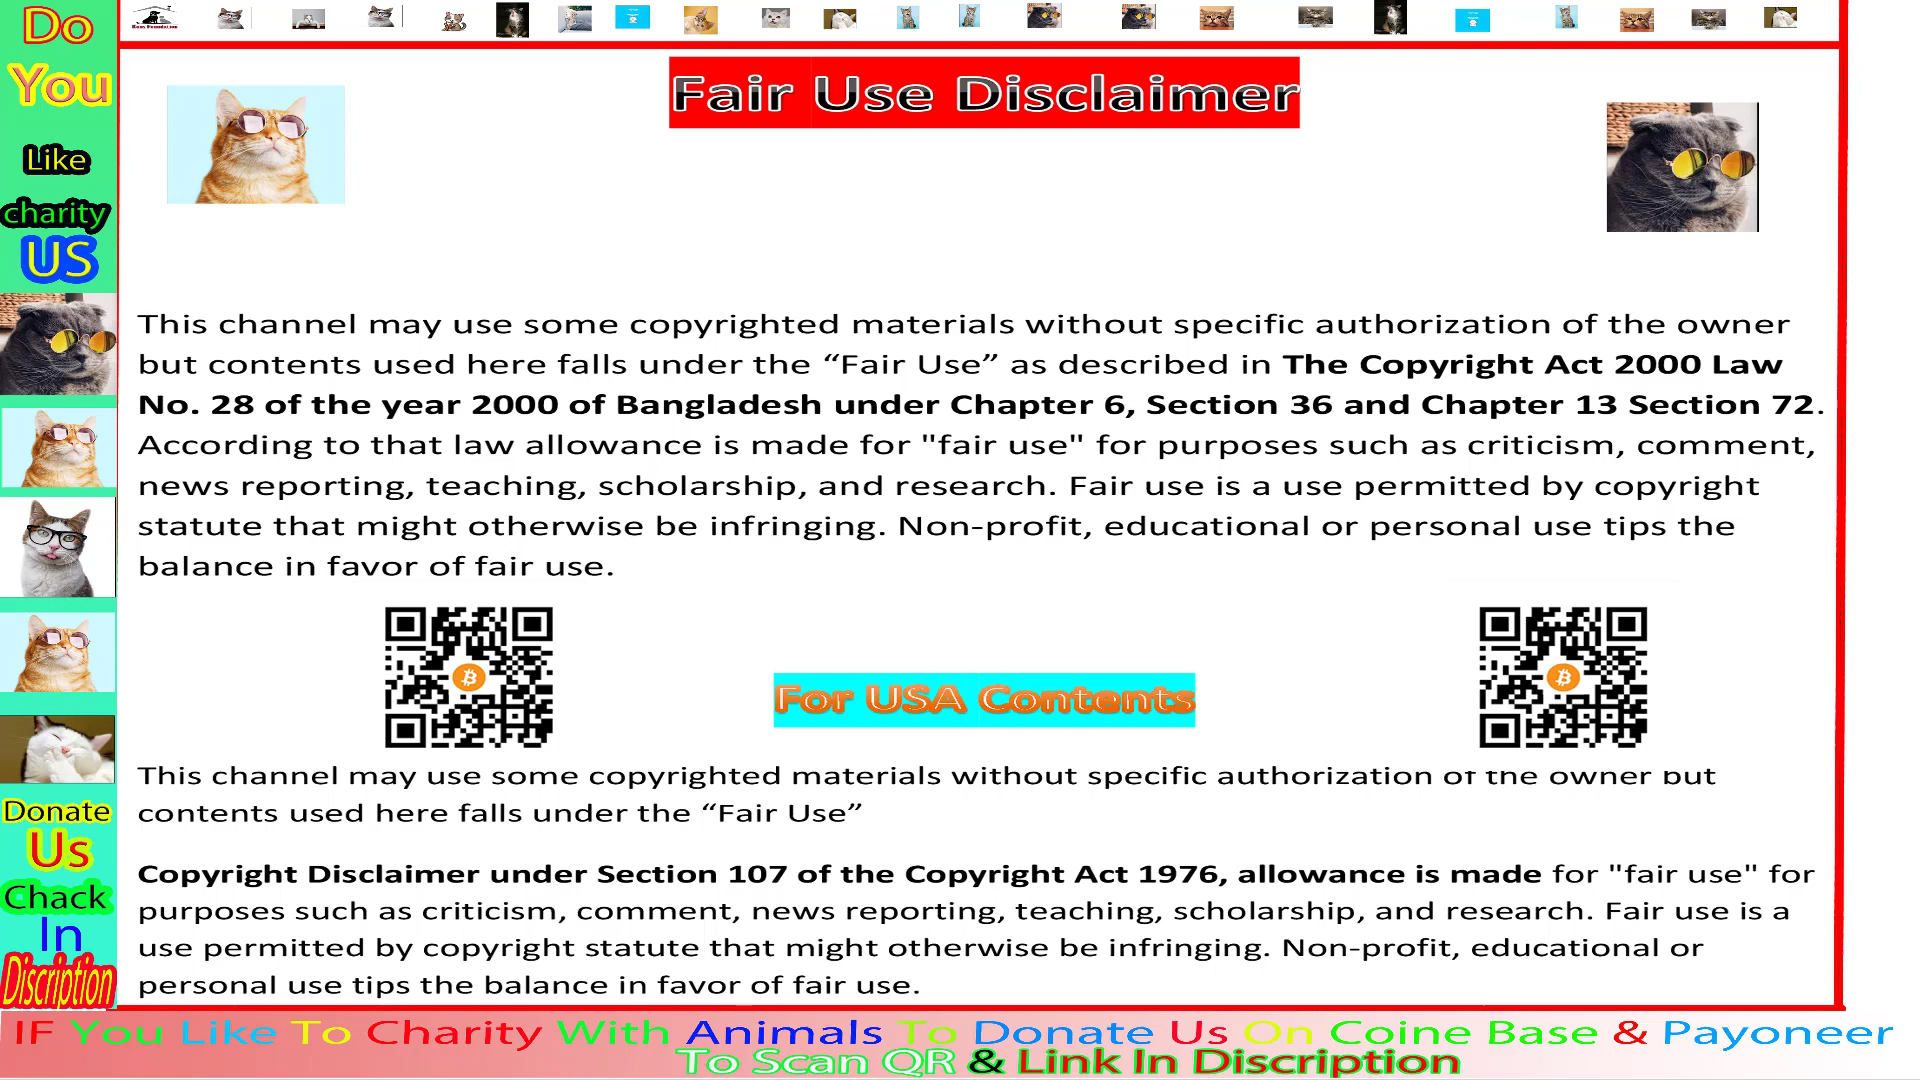 Do
You
Like
charity
US
Donate
Us
Chack
In
Discription
Fair Use Disclaimer
This channel may use some copyrighted materials without specific authorization of the owner
but contents used here falls under the “Fair Use” as described in The Copyright Act 2000 Law
No. 28 of the year 2000 of Bangladesh under Chapter 6, Section 36 and Chapter 13 Section 72.
According to that law allowance is made for "fair use" for purposes such as criticism, comment,
news reporting, teaching, scholarship, and research. Fair use is a use permitted by copyright
statute that might otherwise be infringing. Non-profit, educational or personal use tips the
balance in favor of fair use.
For USA Contents
This channel may use some copyrighted materials without specific authorization of the owner but
contents used here falls under the “Fair Use”
Copyright Disclaimer under Section 107 of the Copyright Act 1976, allowance is made for "fair use" for
purposes such as criticism, comment, news reporting, teaching, scholarship, and research. Fair use is a
use permitted by copyright statute that might otherwise be infringing. Non-profit, educational or
personal use tips the balance in favor of fair use.
IF You Like To Charity With Animals To Donate Us On Coine Base & Payoneer
To Scan QR & Link In Discription